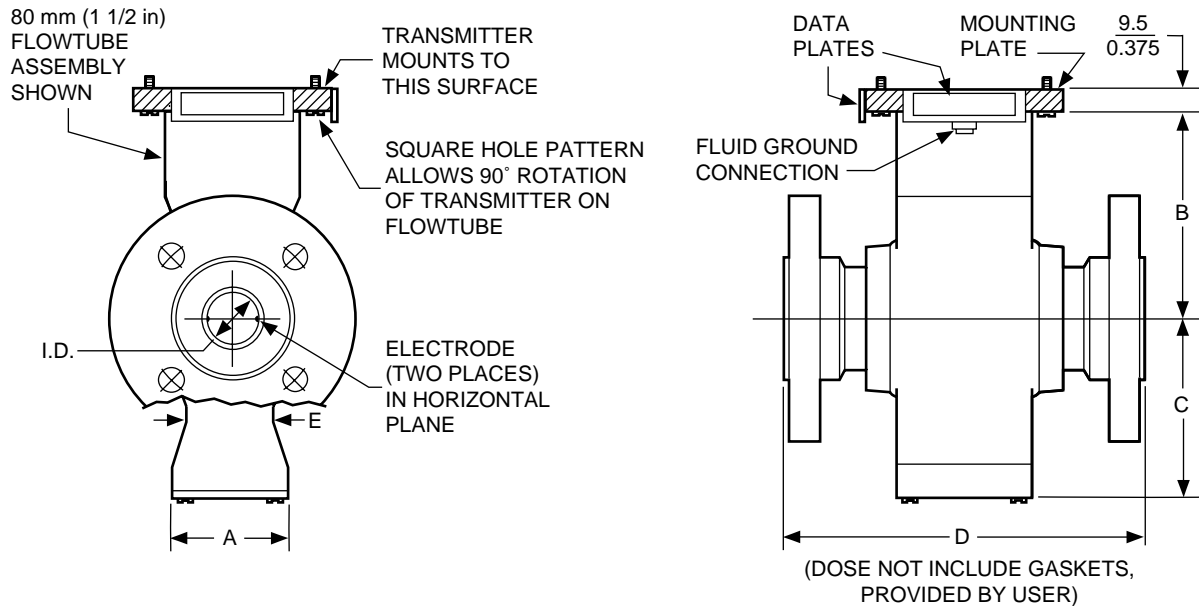 80 mm (1 1/2 in)
FLOWTUBE
ASSEMBLY
SHOWN
TRANSMITTER
MOUNTS TO
THIS SURFACE
SQUARE HOLE PATTERN
ALLOWS 90° ROTATION
OF TRANSMITTER ON
FLOWTUBE
I.D.
ELECTRODE
(TWO PLACES)
IN HORIZONTAL
PLANE
E
A
DATA
PLATES
MOUNTING
PLATE
9.5
0.375
FLUID GROUND
CONNECTION
B
C
D
(DOSE NOT INCLUDE GASKETS,
PROVIDED BY USER)